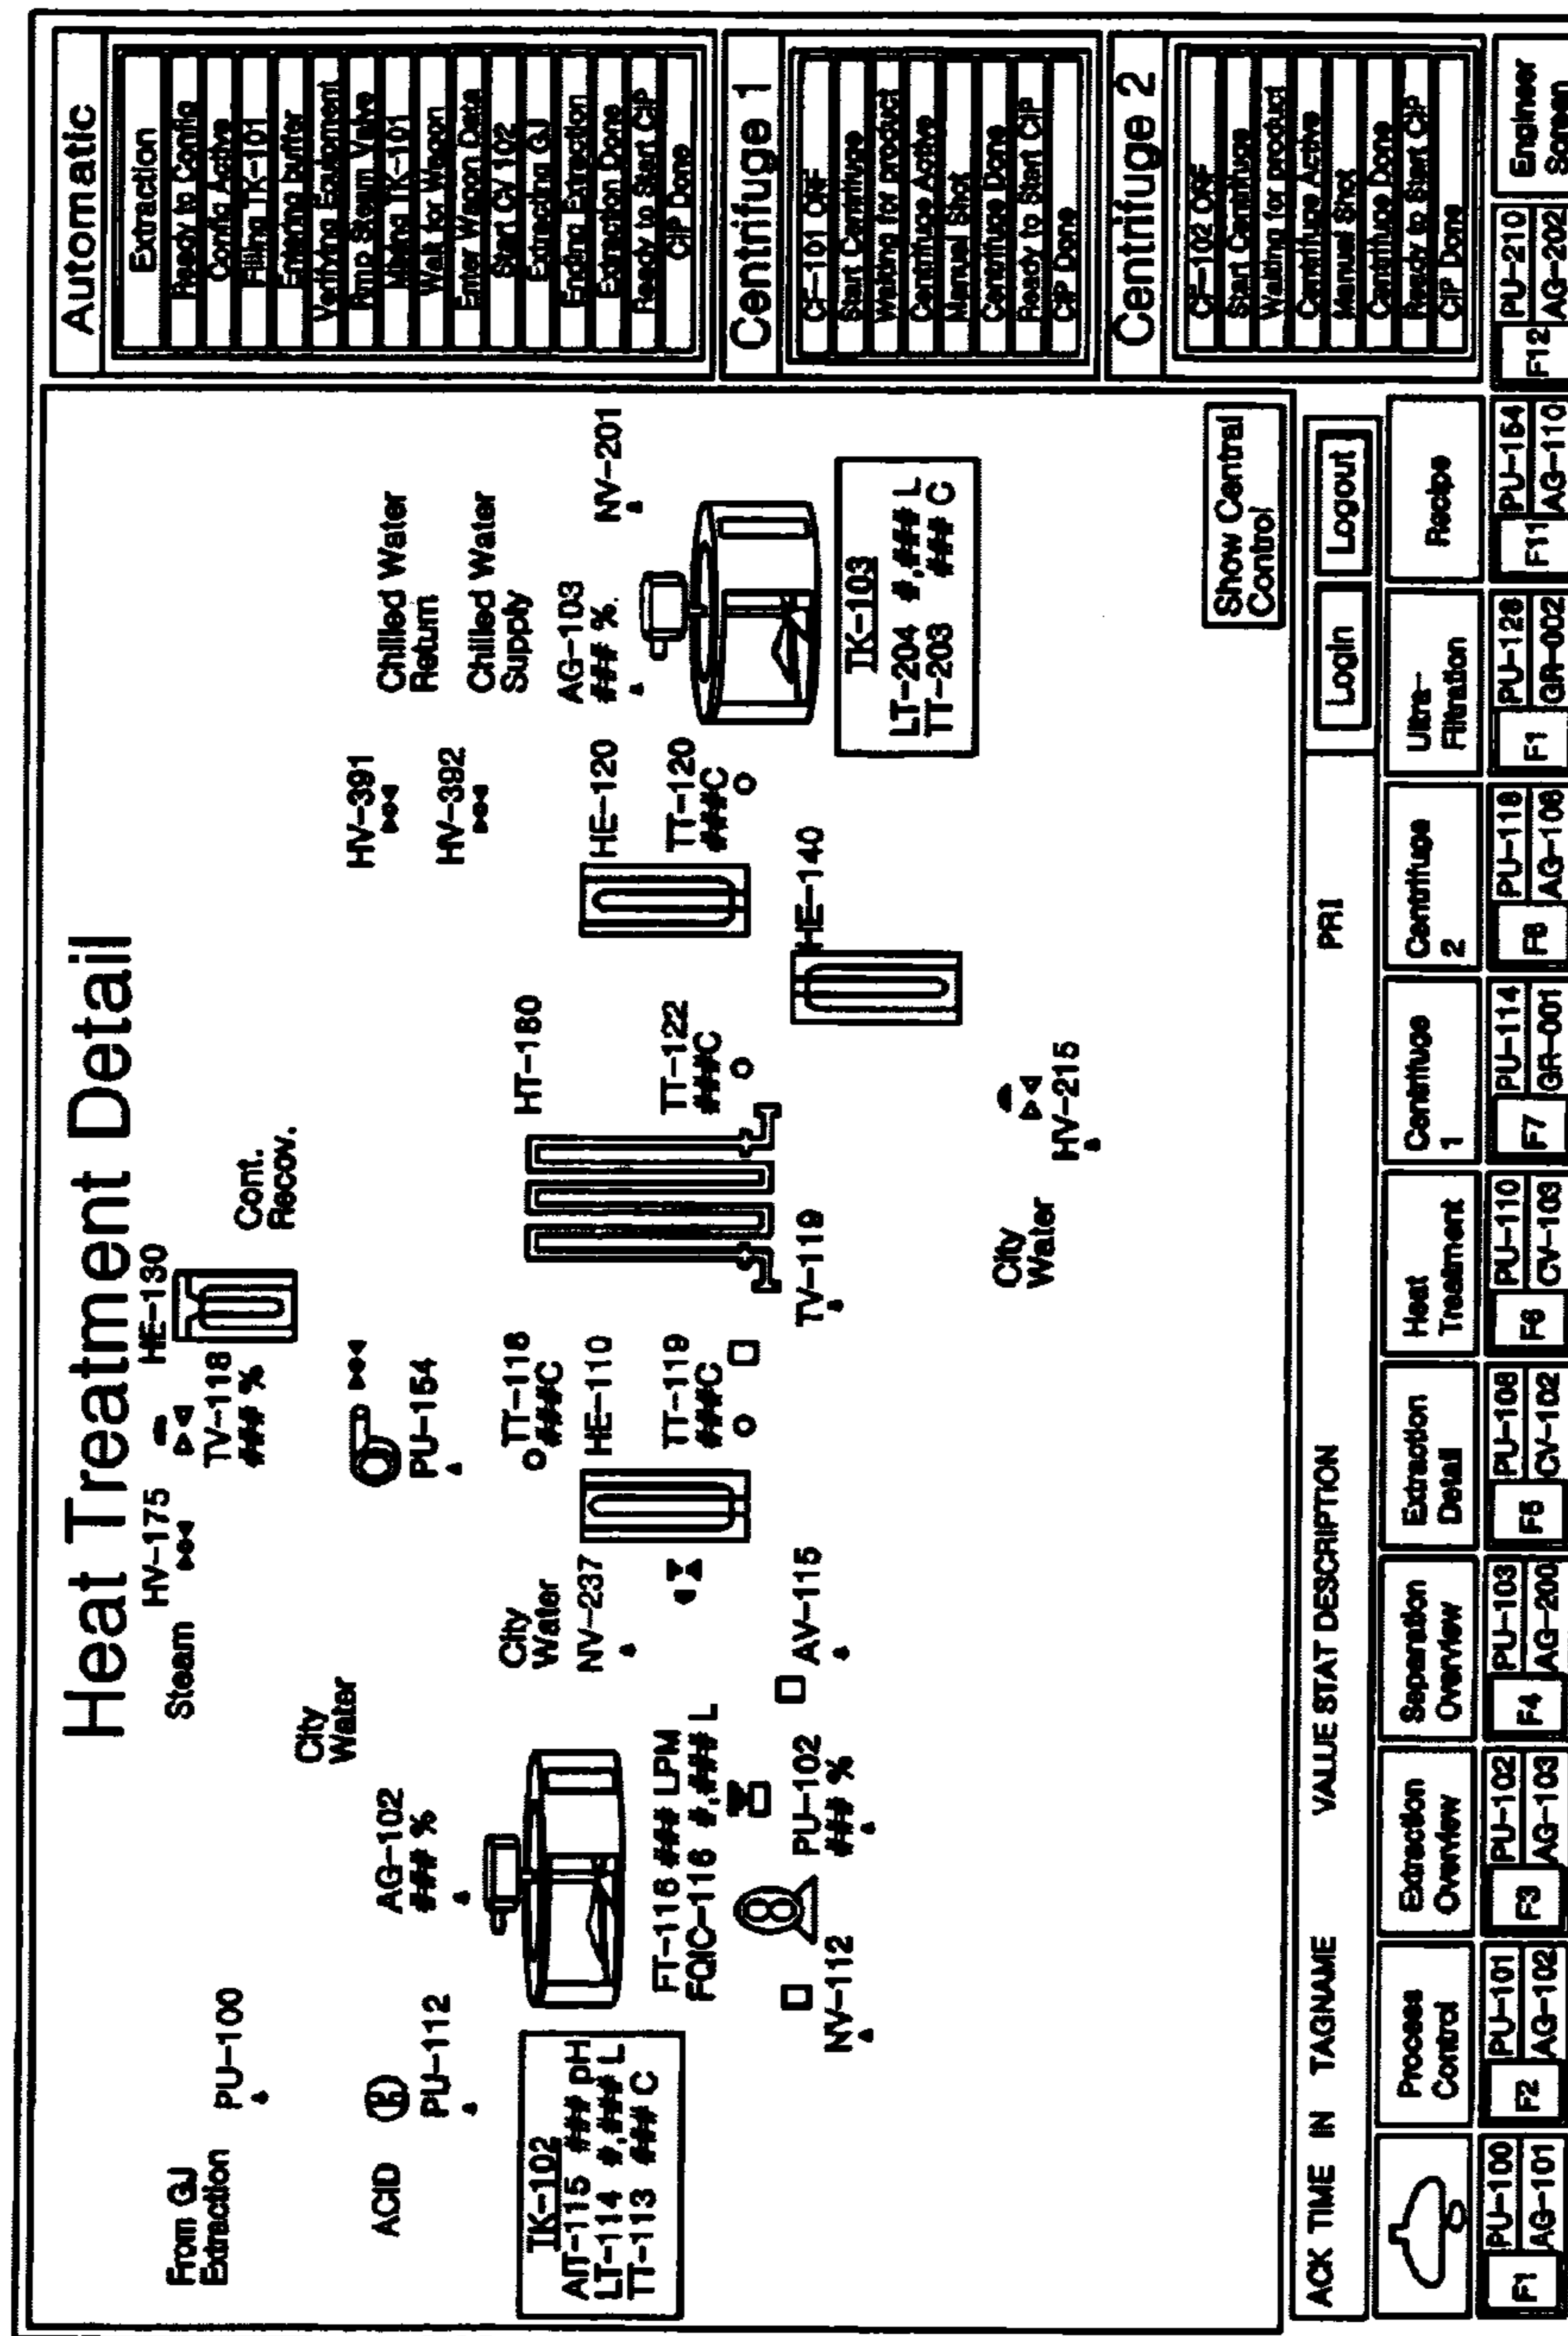 Heat Treatment Detail
From GJ
Extraction
PU-100
Steam
HV-175
HE-130
TV-118
### %
Cont.
Recov.
City
Water
ACID
PU-112
AG-102
### %
PU-154
HV-391
Chilled Water
Return
HV-392
Chilled Water
Supply
City
Water
NV-237
TT-118
###C
HE-110
TT-119
###C
HT-180
TT-122
###C
HE-120
TT-120
###C
AG-103
### %
NV-201
TK-102
AIT-115 ### pH
LT-114 #,### L
TT-113 ### C
FT-116 ### LPM
FQIC-116 #,### L
NV-112
PU-102
### %
AV-115
TV-119
HE-140
TK-103
LT-204 #,### L
TT-203 ### C
City
Water
HV-215
Show Central
Control
Automatic
Extraction
Ready to Config
Config Active
Filling TK-101
Entering buffer
Verifying Equipment
Rmp Steam Valve
Mixing TK-101
Wait for Wagon
Enter Wagon Data
Start CV 102
Extracting GJ
Ending Extraction
Extraction Done
Ready to Start CIP
CIP Done
Centrifuge 1
CF-101 OFF
Start Centrifuge
Waiting for product
Centrifuge Active
Manual Shot
Centrifuge Done
Ready to Start CIP
CIP Done
Centrifuge 2
CF-102 OFF
Start Centrifuge
Waiting for product
Centrifuge Active
Manual Shot
Centrifuge Done
Ready to Start CIP
CIP Done
ACK TIME IN TAGNAME VALUE STAT DESCRIPTION PRI
Login Logout
Process
Control
Extraction
Overview
Separation
Overview
Extraction
Detail
Heat
Treatment
Centrifuge
1
Centrifuge
2
Ultra-
Filtration
Recipe
F1 PU-100
AG-101
F2 PU-101
AG-102
F3 PU-102
AG-103
F4 PU-103
AG-200
F5 PU-108
CV-102
F6 PU-110
CV-103
F7 PU-114
GR-001
F8 PU-118
AG-106
F1 PU-128
GR-002
F11 PU-154
AG-110
F12 PU-210
AG-202
Engineer
Screen